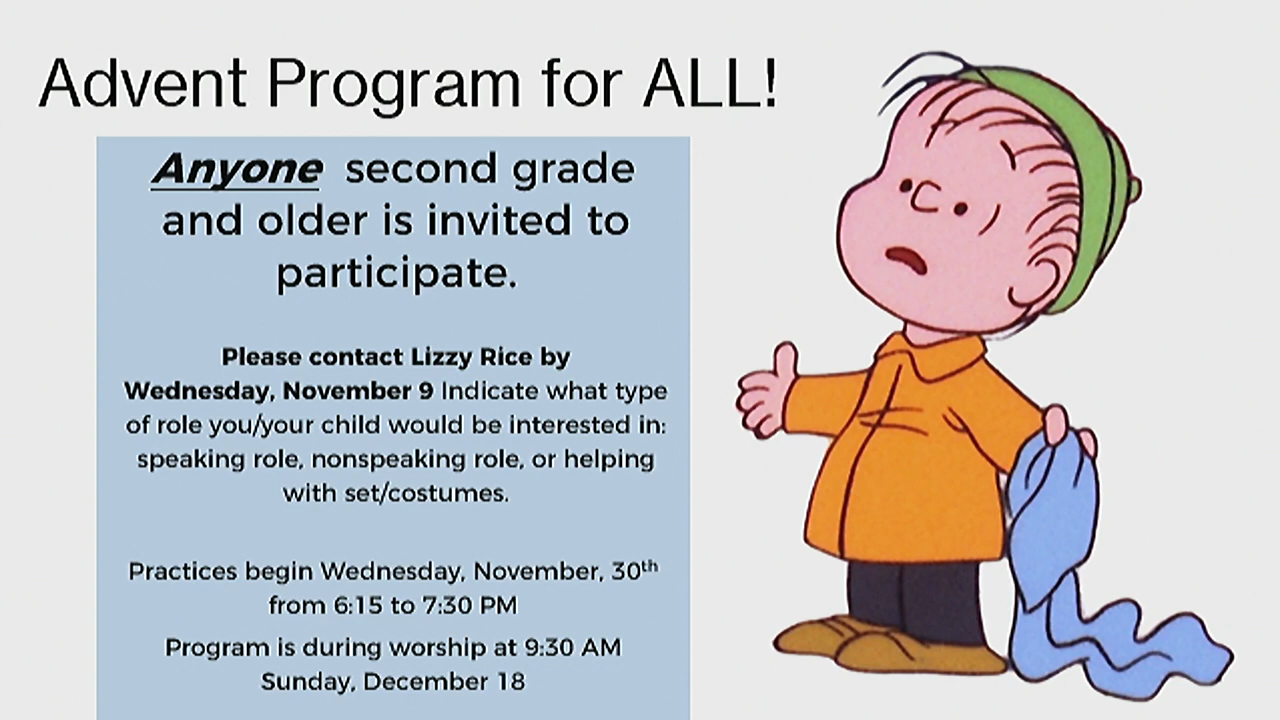 Advent Program for ALL!
Anyone second grade
and older is invited to
participate.
Please contact Lizzy Rice by
Wednesday, November 9 Indicate what type
of role you/your child would be interested in:
speaking role, nonspeaking role, or helping
with set/costumes.
Practices begin Wednesday, November, 30th
from 6:15 to 7:30 PM
Program is during worship at 9:30 AM
Sunday, December 18